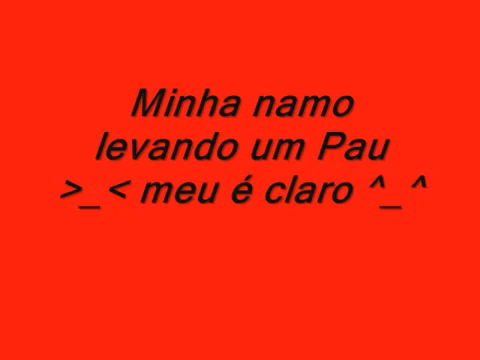 Minha namo
levando um Pau
>_< meu é claro ^_^